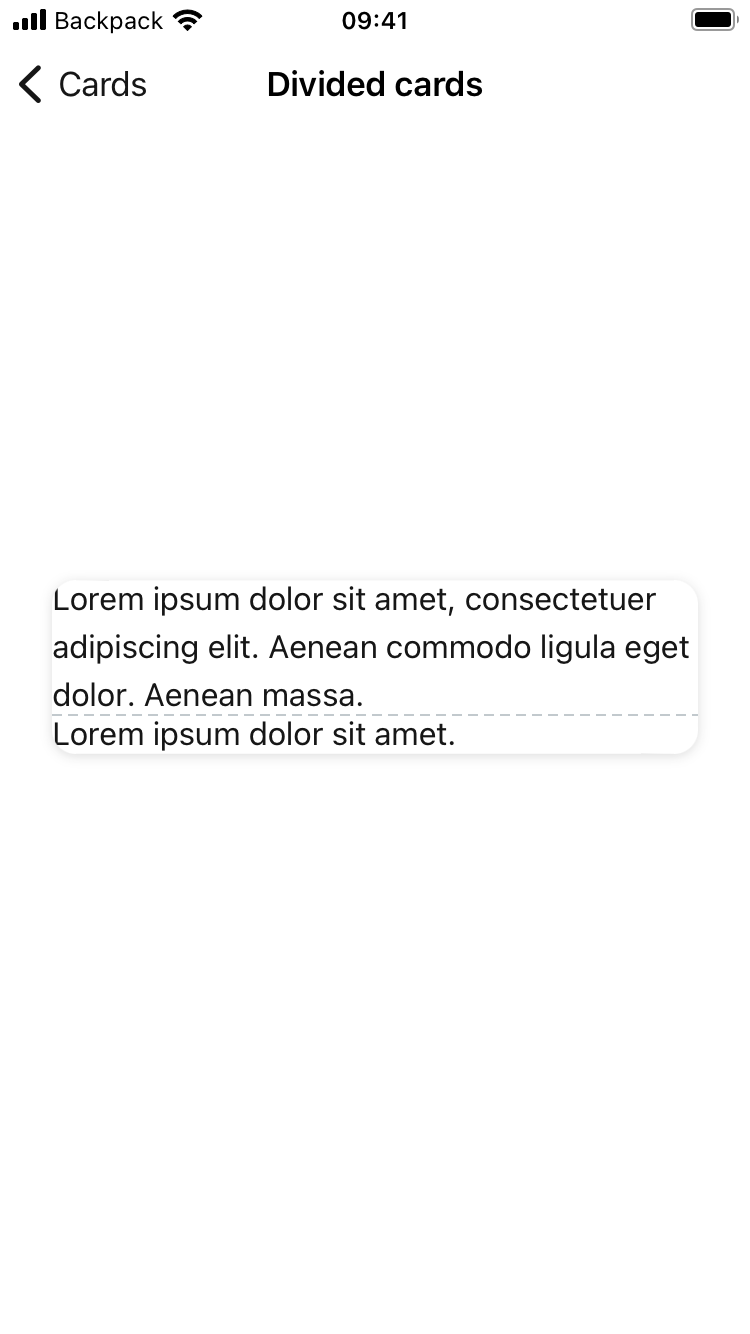 Backpack 09:41
Cards Divided cards
Lorem ipsum dolor sit amet, consectetuer
adipiscing elit. Aenean commodo ligula eget
dolor. Aenean massa.
Lorem ipsum dolor sit amet.